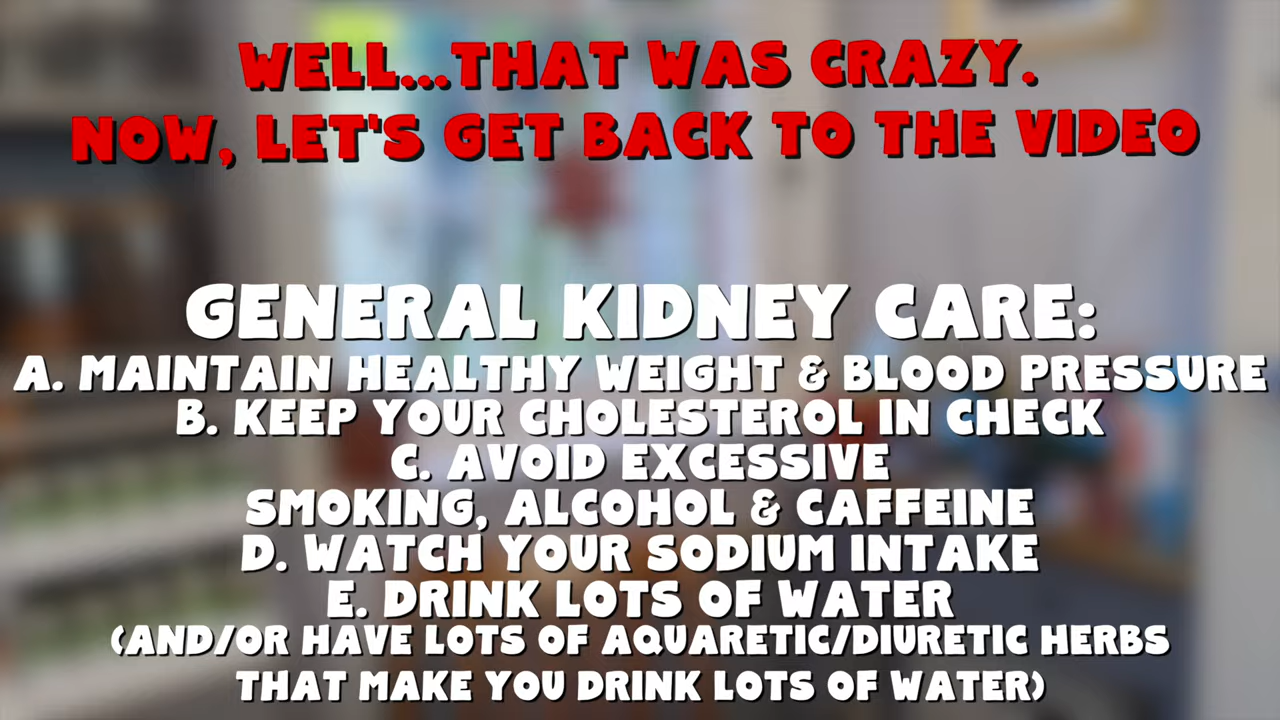 WELL...THAT WAS CRAZY.
NOW, LET'S GET BACK TO THE VIDEO
GENERAL KIDNEY CARE:
A. MAINTAIN HEALTHY WEIGHT & BLOOD PRESSURE
B. KEEP YOUR CHOLESTEROL IN CHECK
C. AVOID EXCESSIVE
SMOKING, ALCOHOL & CAFFEINE
D. WATCH YOUR SODIUM INTAKE
E. DRINK LOTS OF WATER
(AND/OR HAVE LOTS OF AQUARETIC/DIURETIC HERBS
THAT MAKE YOU DRINK LOTS OF WATER)